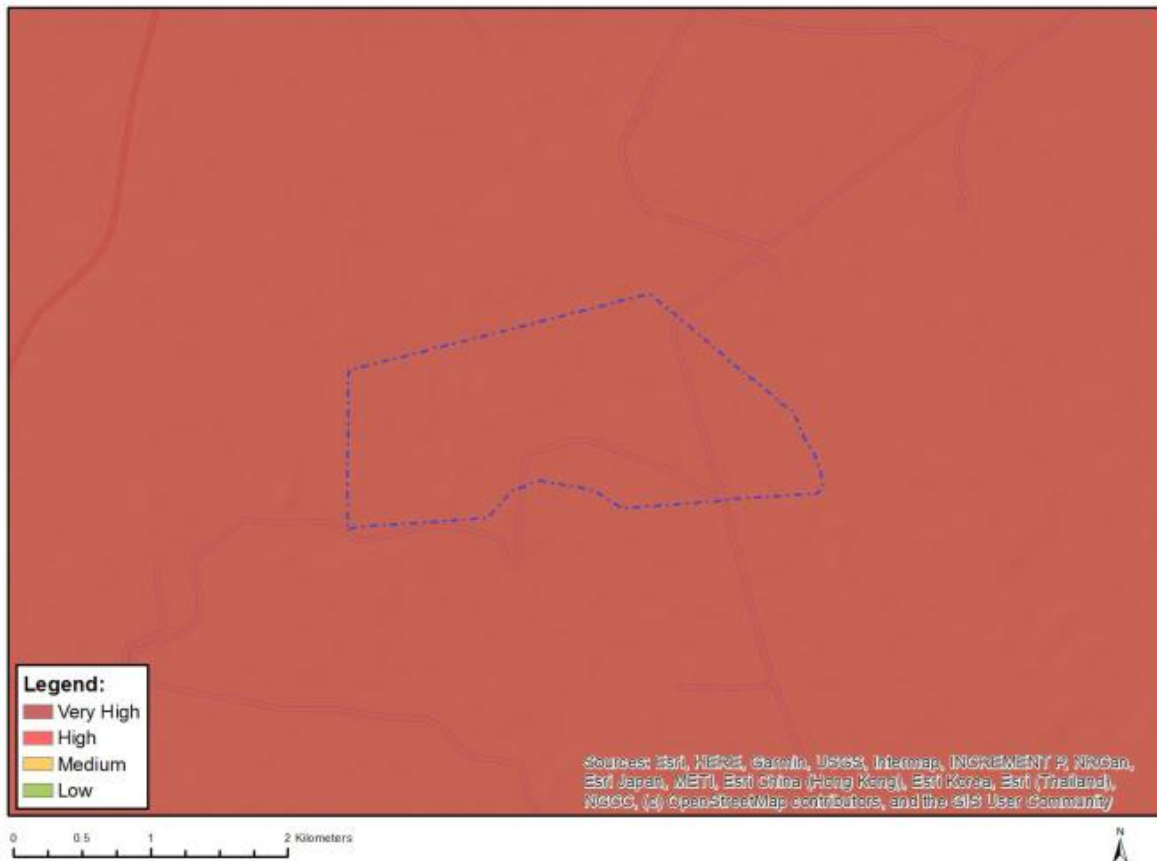 Legend:
Very High
High
Medium
Low
Sources: Esri, HERE, Garmin, USGS, Intermap, INCREMENT P, NRCan,
Esri Japan, METI, Esri China (Hong Kong), Esri Korea, Esri (Thailand),
NGCC, (c) OpenStreetMap contributors, and the GIS User Community
0 0.5 1 2 Kilometers
N